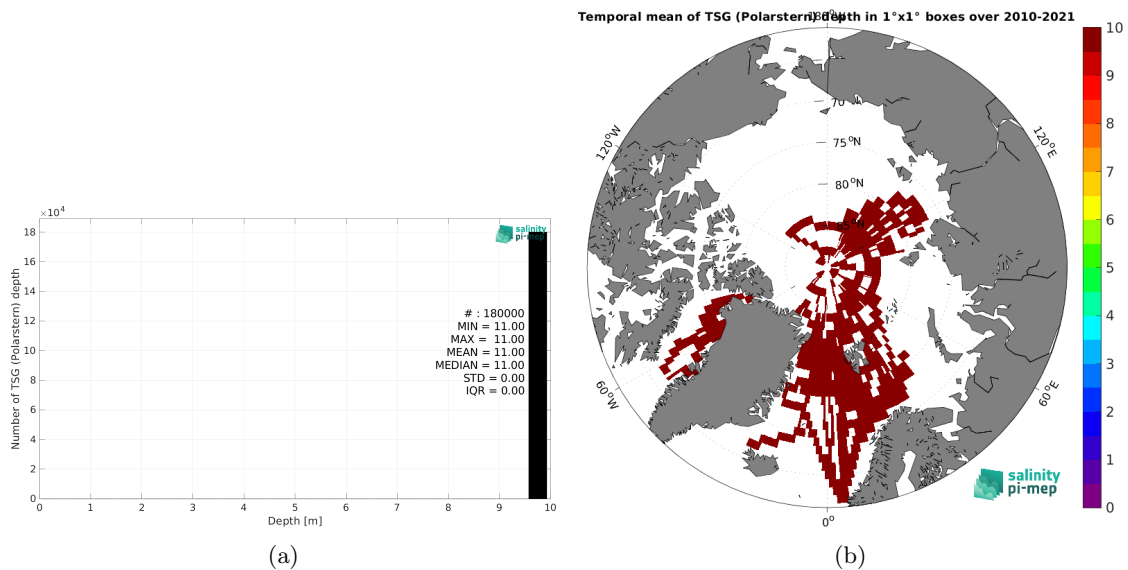 ×10⁴
18
16
14
12
10
8
6
4
2
0
Number of TSG (Polarstern) depth
0 1 2 3 4 5 6 7 8 9 10
Depth [m]
salinity
pi-mep
# : 180000
MIN = 11.00
MAX = 11.00
MEAN = 11.00
MEDIAN = 11.00
STD = 0.00
IQR = 0.00
(a)
Temporal mean of TSG (Polarstern) depth in 1°x1° boxes over 2010-2021
180°W
120°W
120°E
70°N
75°N
80°N
85°N
60°W
60°E
0°
10
9
8
7
6
5
4
3
2
1
0
salinity
pi-mep
(b)